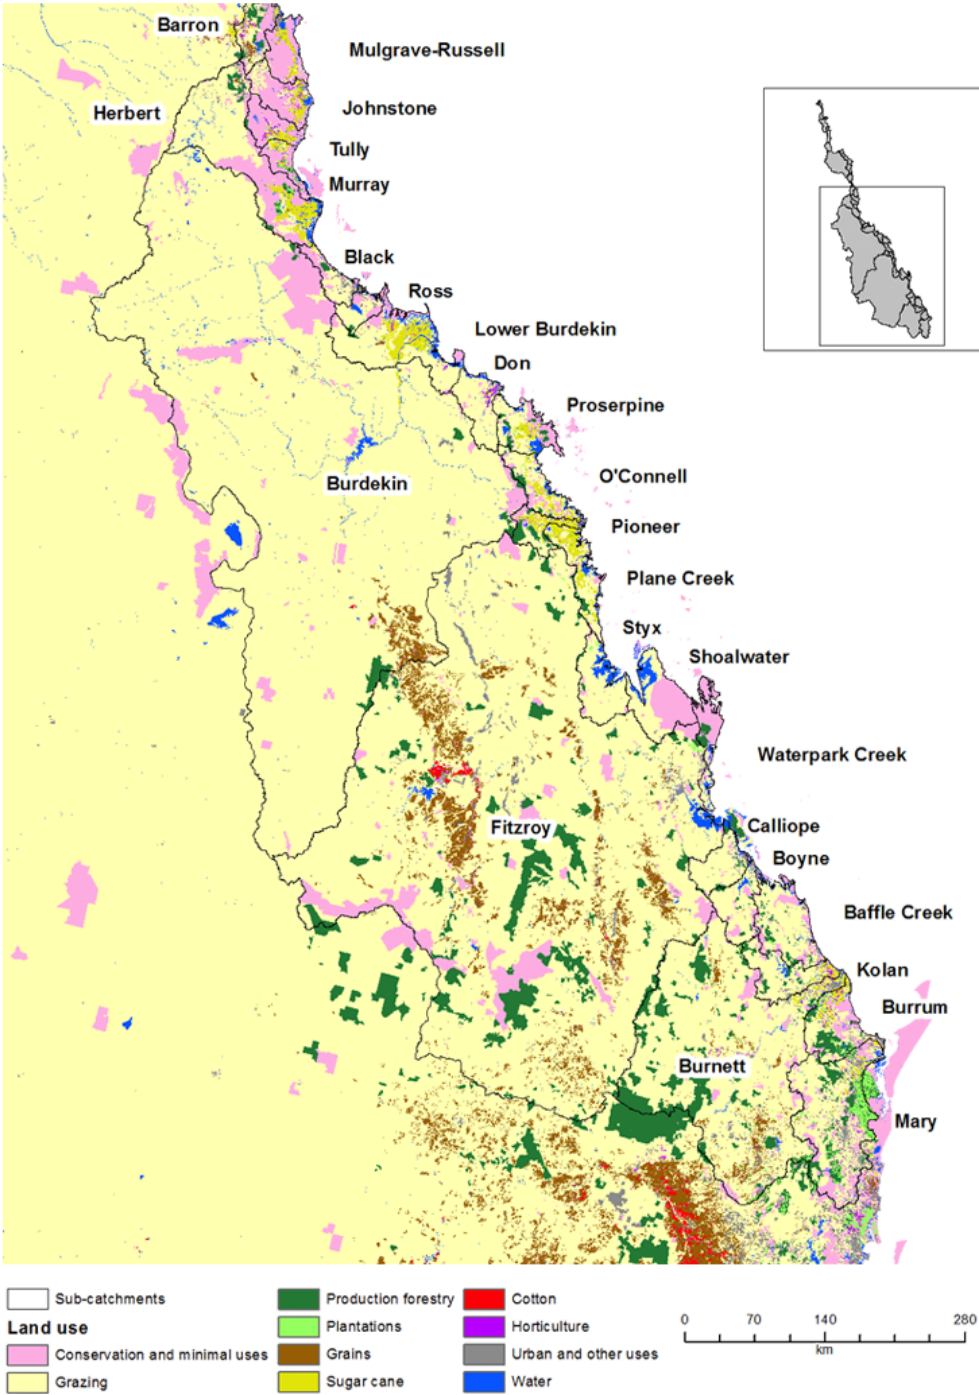 Barron
Mulgrave-Russell
Herbert
Johnstone
Tully
Murray
Black
Ross
Lower Burdekin
Don
Proserpine
Burdekin
O'Connell
Pioneer
Plane Creek
Styx
Shoalwater
Waterpark Creek
Fitzroy
Calliope
Boyne
Baffle Creek
Kolan
Burrum
Burnett
Mary
Sub-catchments
Land use
Conservation and minimal uses
Grazing
Production forestry
Plantations
Grains
Sugar cane
Cotton
Horticulture
Urban and other uses
Water
0 70 140 280
km